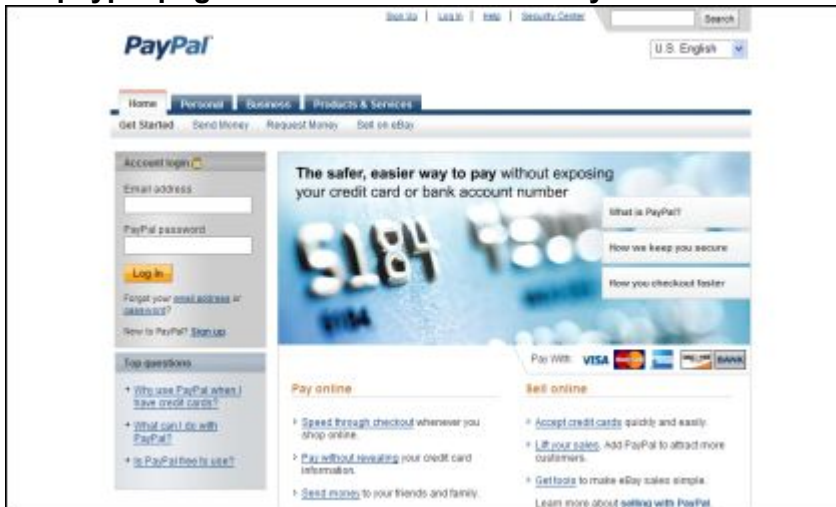 Sign Up | Log In | Help | Security Center
Search
PayPal
U.S. English
Home Personal Business Products & Services
Get Started Send Money Request Money Sell on eBay
Account login
Email address
PayPal password
Log In
Forgot your email address or
password?
New to PayPal? Sign up.
Top questions
Why use PayPal when I
have credit cards?
What can I do with
PayPal?
Is PayPal free to use?
The safer, easier way to pay without exposing
your credit card or bank account number
5184
What is PayPal?
How we keep you secure
How you checkout faster
Pay With VISA BANK
Pay online
Speed through checkout whenever you
shop online.
Pay without revealing your credit card
information.
Send money to your friends and family.
Sell online
Accept credit cards quickly and easily.
Lift your sales. Add PayPal to attract more
customers.
Get tools to make eBay sales simple.
Learn more about selling with PayPal